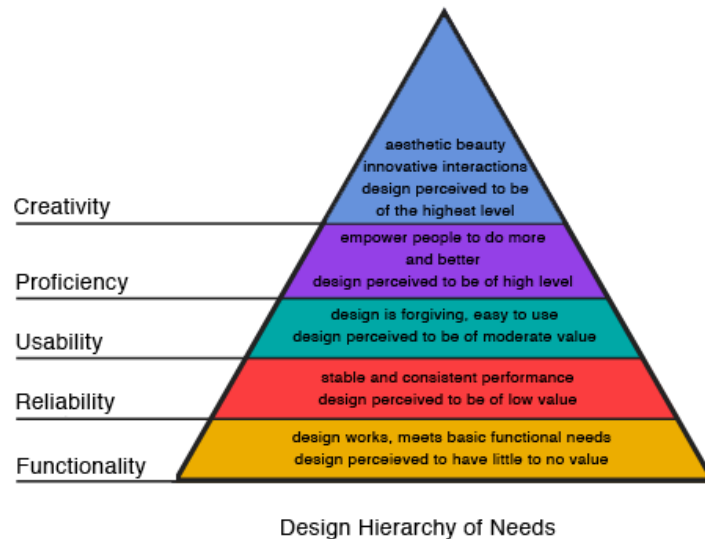 aesthetic beauty
innovative interactions
design perceived to be
of the highest level
Creativity
empower people to do more
and better
design perceived to be of high level
Proficiency
design is forgiving, easy to use
design perceived to be of moderate value
Usability
stable and consistent performance
design perceived to be of low value
Reliability
design works, meets basic functional needs
design perceieved to have little to no value
Functionality
Design Hierarchy of Needs